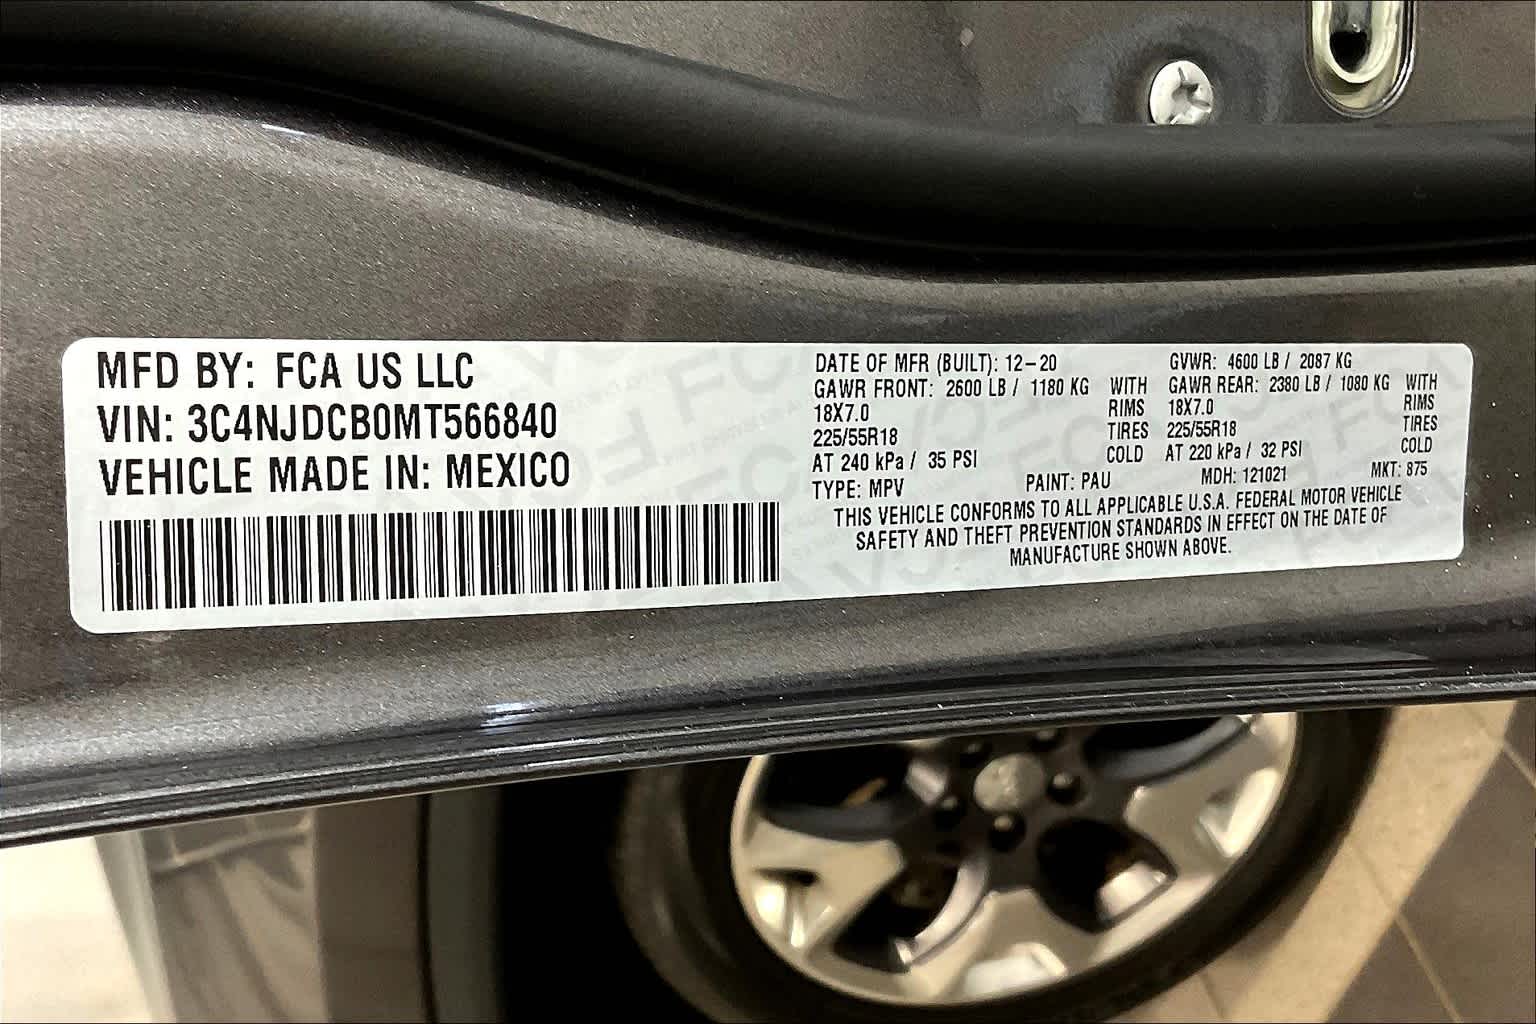 MFD BY: FCA US LLC
VIN: 3C4NJDCB0MT566840
VEHICLE MADE IN: MEXICO
DATE OF MFR (BUILT): 12-20 GVWR: 4600 LB / 2087 KG
GAWR FRONT: 2600 LB / 1180 KG WITH GAWR REAR: 2380 LB / 1080 KG WITH
18X7.0 RIMS 18X7.0 RIMS
225/55R18 TIRES 225/55R18 TIRES
AT 240 kPa / 35 PSI COLD AT 220 kPa / 32 PSI COLD
TYPE: MPV PAINT: PAU MDH: 121021 MKT: 875
THIS VEHICLE CONFORMS TO ALL APPLICABLE U.S.A. FEDERAL MOTOR VEHICLE
SAFETY AND THEFT PREVENTION STANDARDS IN EFFECT ON THE DATE OF
MANUFACTURE SHOWN ABOVE.